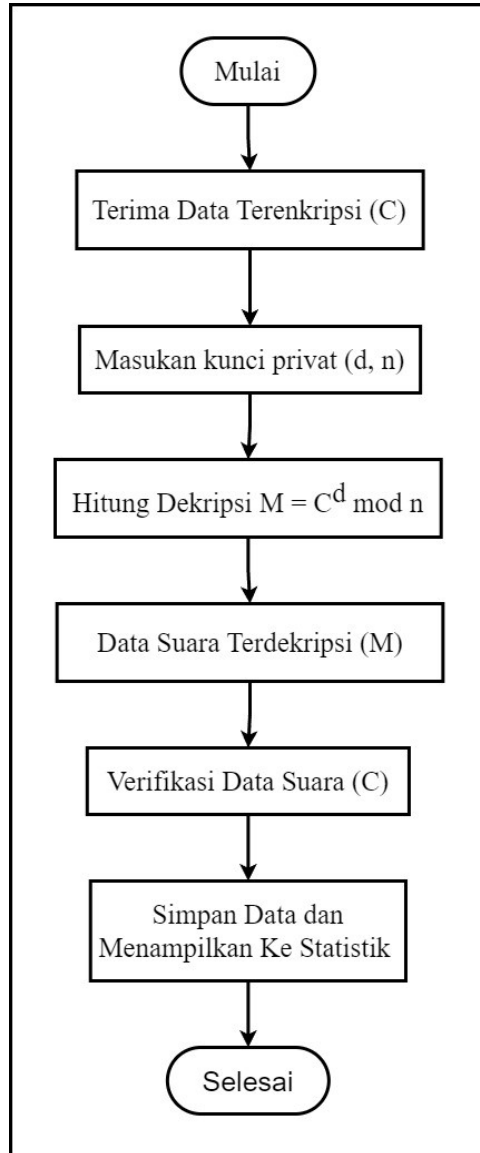 Mulai
Terima Data Terenkripsi (C)
Masukan kunci privat (d, n)
Hitung Dekripsi M = C^d mod n
Data Suara Terdekripsi (M)
Verifikasi Data Suara (C)
Simpan Data dan
Menampilkan Ke Statistik
Selesai